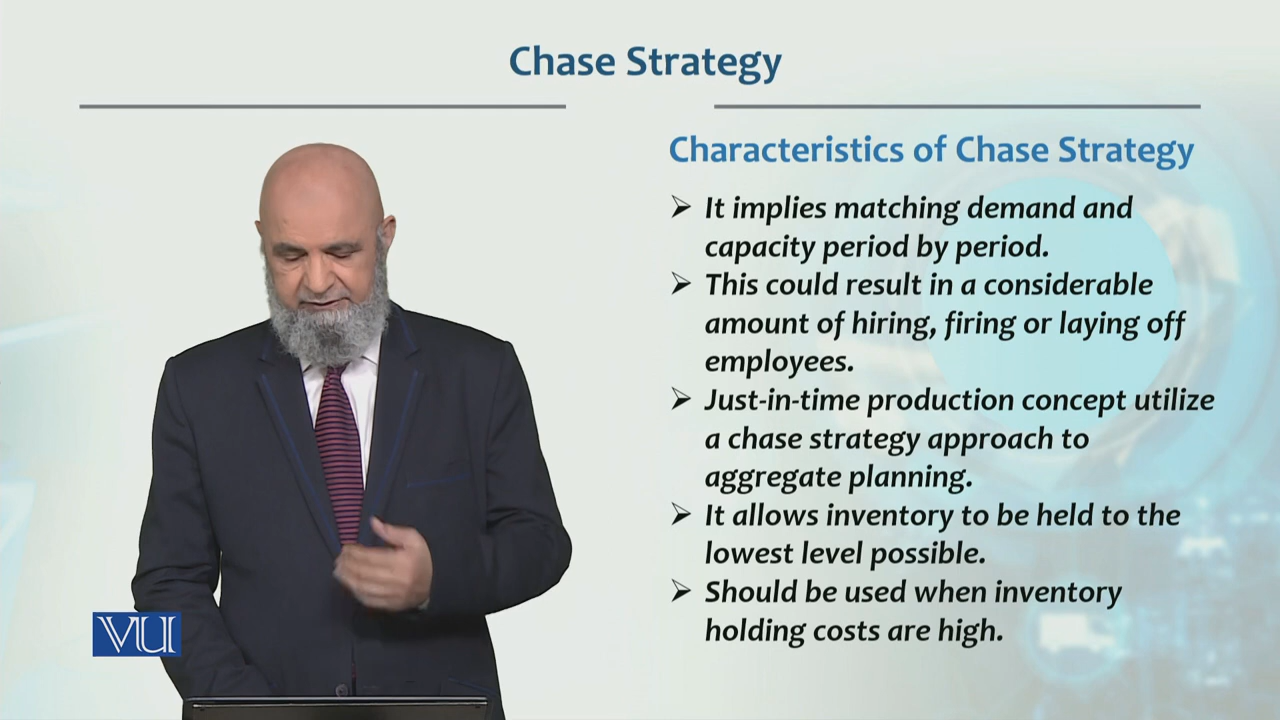 Chase Strategy
Characteristics of Chase Strategy
It implies matching demand and
capacity period by period.
This could result in a considerable
amount of hiring, firing or laying off
employees.
Just-in-time production concept utilize
a chase strategy approach to
aggregate planning.
It allows inventory to be held to the
lowest level possible.
Should be used when inventory
holding costs are high.
VU